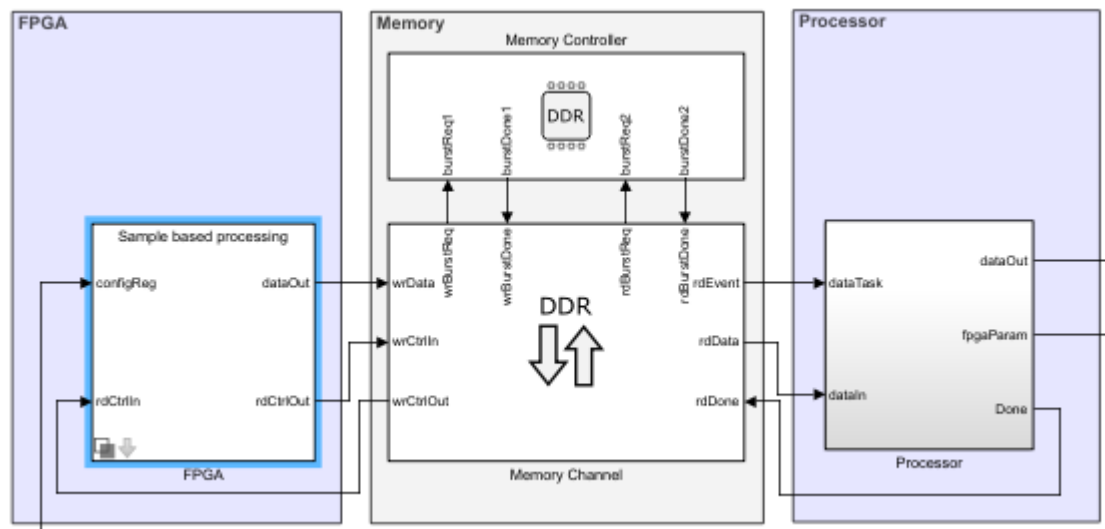 FPGA
Memory
Processor
Memory Controller
DDR
burstReq1
burstDone1
burstReq2
burstDone2
Sample based processing
configReg
dataOut
rdCtrlIn
rdCtrlOut
FPGA
wrBurstReq
wrBurstDone
rdBurstReq
rdBurstDone
wrData
rdEvent
DDR
wrCtrlIn
rdData
wrCtrlOut
rdDone
Memory Channel
dataOut
dataTask
fpgaParam
dataIn
Done
Processor